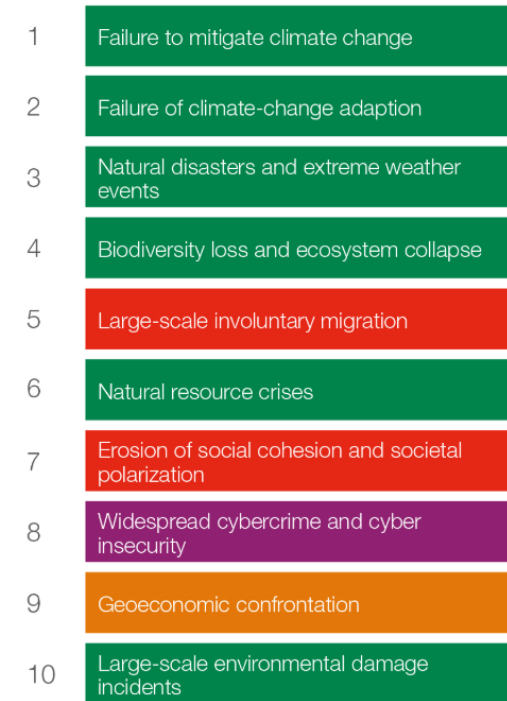 1
Failure to mitigate climate change
2
Failure of climate-change adaption
3
Natural disasters and extreme weather
events
4
Biodiversity loss and ecosystem collapse
5
Large-scale involuntary migration
6
Natural resource crises
7
Erosion of social cohesion and societal
polarization
8
Widespread cybercrime and cyber
insecurity
9
Geoeconomic confrontation
10
Large-scale environmental damage
incidents